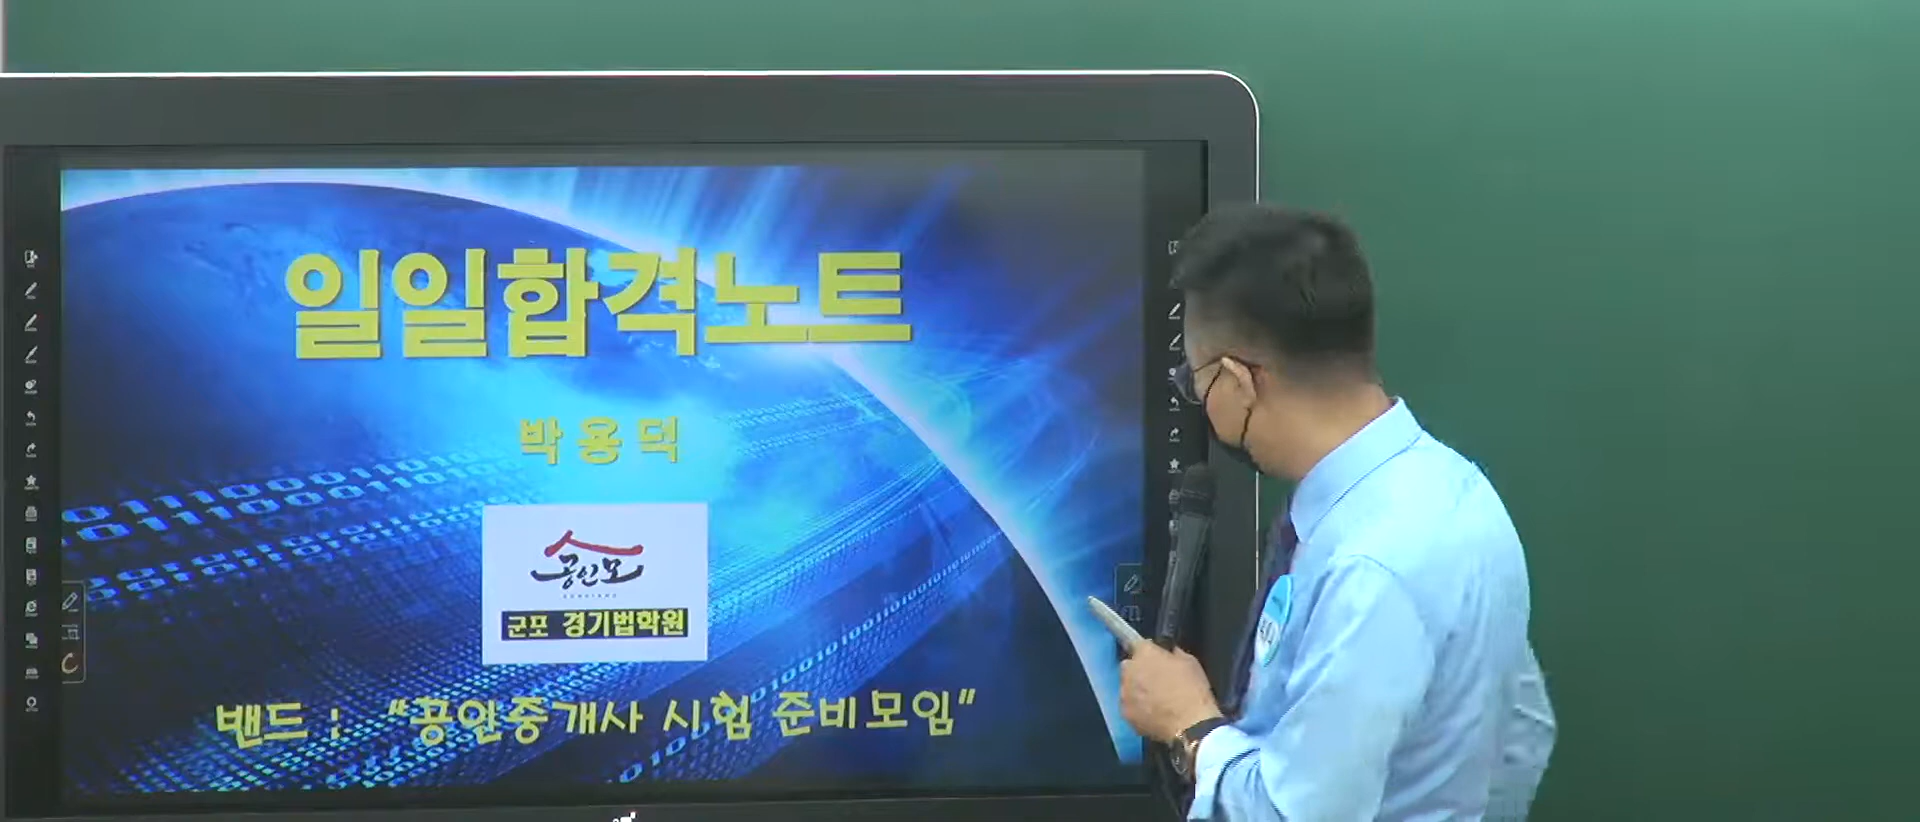 일일합격노트
박용덕
공인모
군포 경기법학원
밴드 : "공인중개사 시험 준비모임"